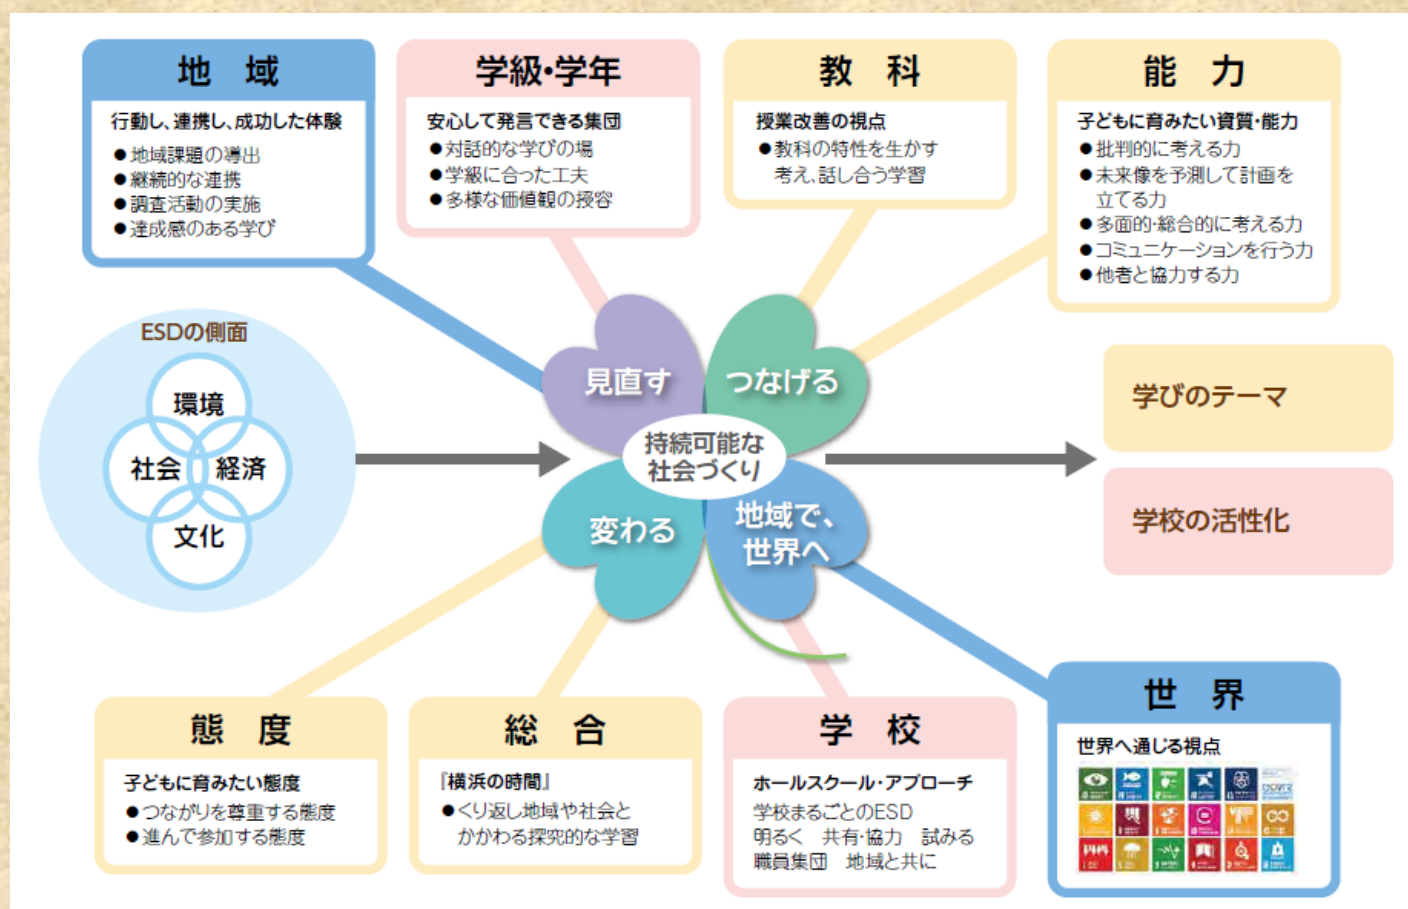 地 域
行動し、連携し、成功した体験
●地域課題の導出
●継続的な連携
●調査活動の実施
●達成感のある学び
学級・学年
安心して発言できる集団
●対話的な学びの場
●学級に合った工夫
●多様な価値観の授容
教 科
授業改善の視点
●教科の特性を生かす
考え、話し合う学習
能 力
子どもに育みたい資質・能力
●批判的に考える力
●未来像を予測して計画を
立てる力
●多面的・総合的に考える力
●コミュニケーションを行う力
●他者と協力する力
ESDの側面
環境
社会
経済
文化
見直す
つなげる
持続可能な
社会づくり
変わる
地域で、
世界へ
学びのテーマ
学校の活性化
態 度
子どもに育みたい態度
●つながりを尊重する態度
●進んで参加する態度
総 合
『横浜の時間』
●くり返し地域や社会と
かかわる探究的な学習
学 校
ホールスクール・アプローチ
学校まるごとのESD
明るく 共有・協力 試みる
職員集団 地域と共に
世 界
世界へ通じる視点